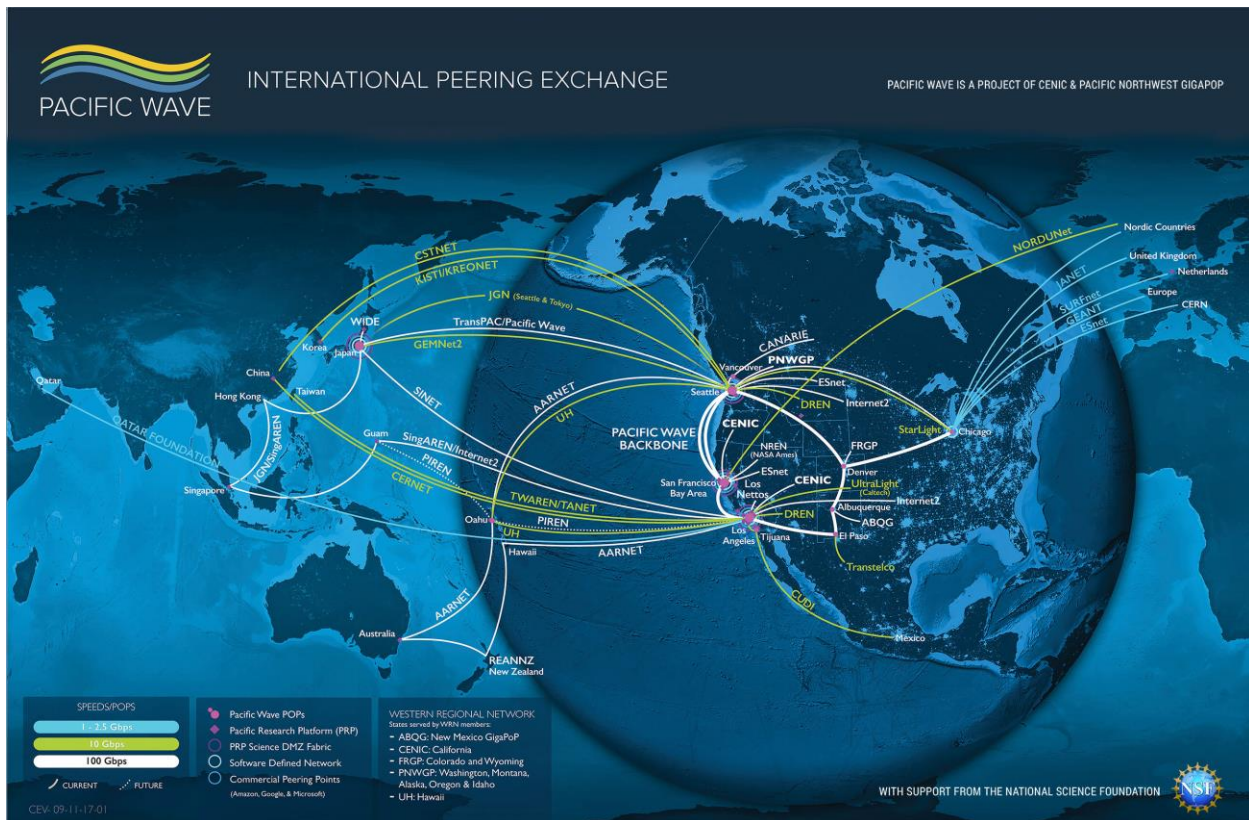 PACIFIC WAVE
INTERNATIONAL PEERING EXCHANGE
PACIFIC WAVE IS A PROJECT OF CENIC & PACIFIC NORTHWEST GIGAPOP
NORDUNet
Nordic Countries
JANET
United Kingdom
SURFnet
Netherlands
GEANT
Europe
ESnet
CERN
CSTNET
KISTI/KREONET
JGN (Seattle & Tokyo)
WIDE
TransPAC/Pacific Wave
GEMNet2
Korea
Japan
China
Qatar
Hong Kong
Taiwan
QATAR FOUNDATION
JGN/SingAREN
Singapore
Guam
SINET
SingAREN/Internet2
PIREN
CERNET
TWAREN/TANET
AARNET
UH
Oahu
PIREN
UH
Hawaii
AARNET
AARNET
Australia
REANNZ
New Zealand
CANARIE
Vancouver
PNWGP
Seattle
ESnet
Internet2
DREN
StarLight
Chicago
PACIFIC WAVE
BACKBONE
CENIC
NREN
(NASA Ames)
ESnet
FRGP
Denver
San Francisco
Bay Area
Los
Nettos
CENIC
UltraLight
(Caltech)
Internet2
Albuquerque
DREN
ABQG
Los
Angeles
Tijuana
El Paso
Transtelco
CUDI
México
SPEEDS/POPS
1 - 2.5 Gbps
10 Gbps
100 Gbps
CURRENT
FUTURE
CEV- 09-11-17-01
Pacific Wave POPs
Pacific Research Platform (PRP)
PRP Science DMZ Fabric
Software Defined Network
Commercial Peering Points
(Amazon, Google, & Microsoft)
WESTERN REGIONAL NETWORK
States served by WRN members:
- ABQG: New Mexico GigaPoP
- CENIC: California
- FRGP: Colorado and Wyoming
- PNWGP: Washington, Montana,
Alaska, Oregon & Idaho
- UH: Hawaii
WITH SUPPORT FROM THE NATIONAL SCIENCE FOUNDATION
NSF